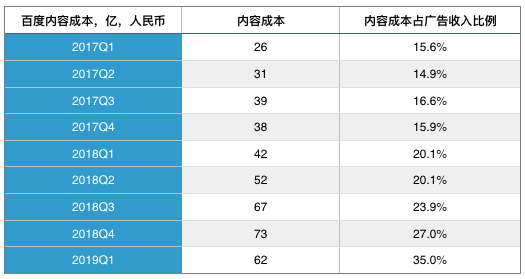 百度内容成本，亿，人民币 内容成本 内容成本占广告收入比例
2017Q1 26 15.6%
2017Q2 31 14.9%
2017Q3 39 16.6%
2017Q4 38 15.9%
2018Q1 42 20.1%
2018Q2 52 20.1%
2018Q3 67 23.9%
2018Q4 73 27.0%
2019Q1 62 35.0%